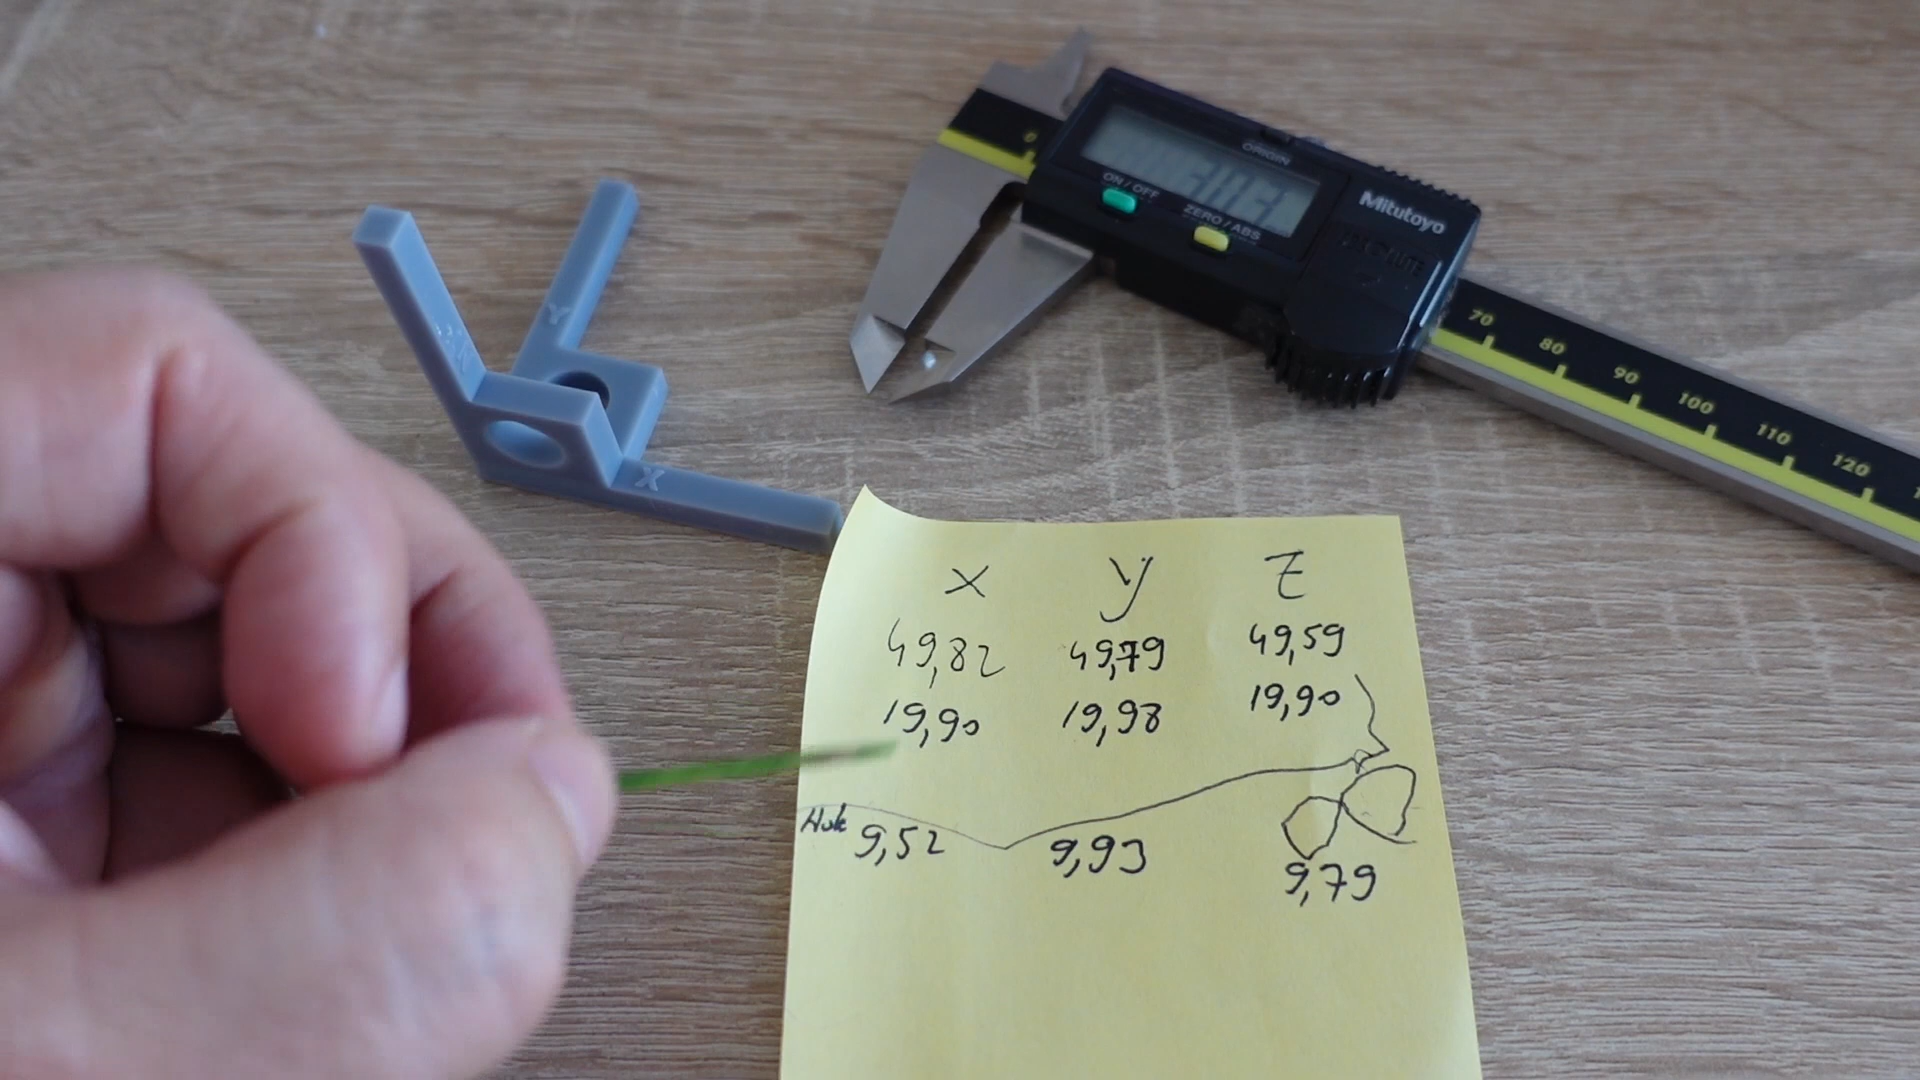 0
ORIGIN
ON/OFF
ZERO/ABS
Mitutoyo
70 80 90 100 110 120
Y
X
x y z
49,82 49,79 49,59
19,90 19,98 19,90
Hole 9,52 9,93 9,79